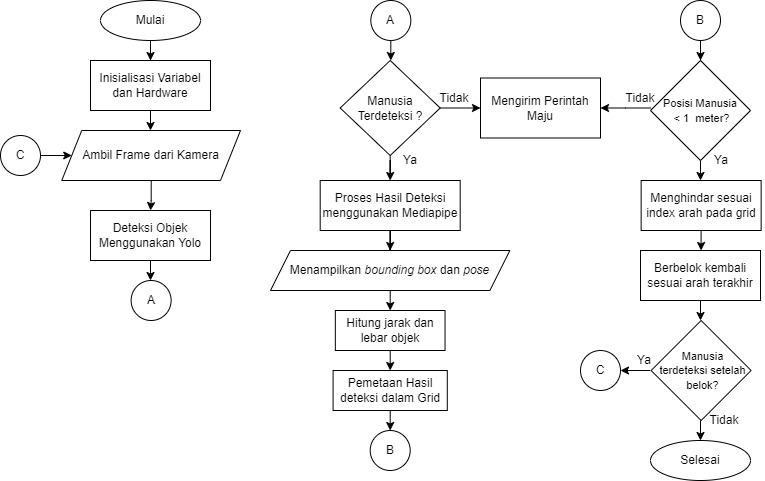 Mulai
Inisialisasi Variabel
dan Hardware
C
Ambil Frame dari Kamera
Deteksi Objek
Menggunakan Yolo
A
A
Manusia
Terdeteksi ?
Tidak
Mengirim Perintah
Maju
Ya
Proses Hasil Deteksi
menggunakan Mediapipe
Menampilkan bounding box dan pose
Hitung jarak dan
lebar objek
Pemetaan Hasil
deteksi dalam Grid
B
B
Tidak
Posisi Manusia
< 1 meter?
Ya
Menghindar sesuai
index arah pada grid
Berbelok kembali
sesuai arah terakhir
Manusia
terdeteksi setelah
belok?
Ya
C
Tidak
Selesai